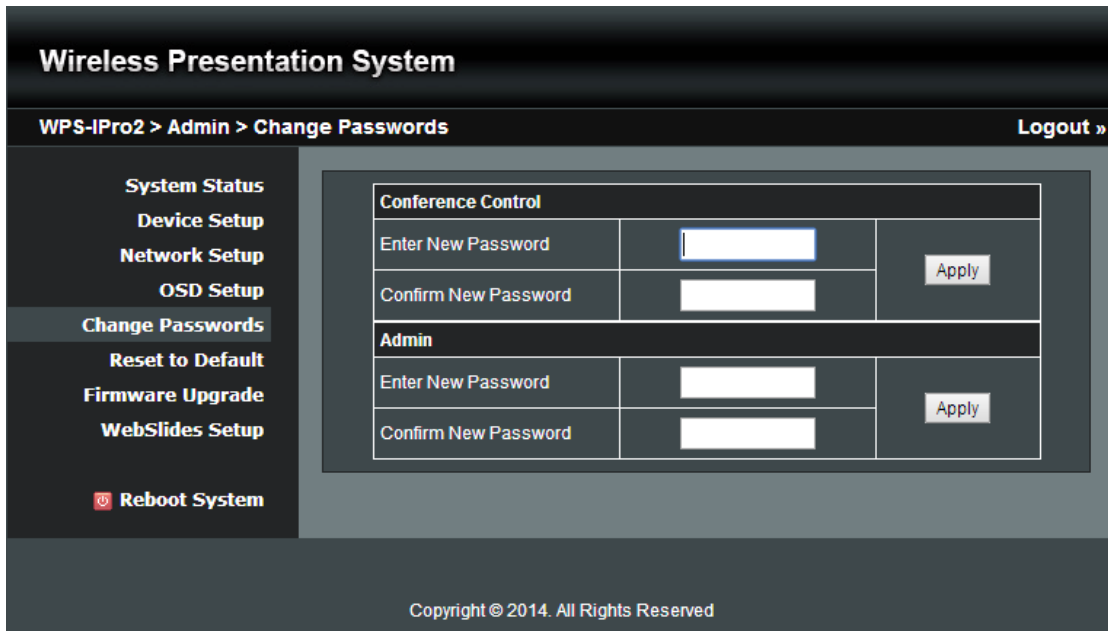 Wireless Presentation System
WPS-IPro2 > Admin > Change Passwords
Logout »
System Status
Device Setup
Network Setup
OSD Setup
Change Passwords
Reset to Default
Firmware Upgrade
WebSlides Setup
Reboot System
Conference Control
Enter New Password
Confirm New Password
Apply
Admin
Enter New Password
Confirm New Password
Apply
Copyright © 2014. All Rights Reserved